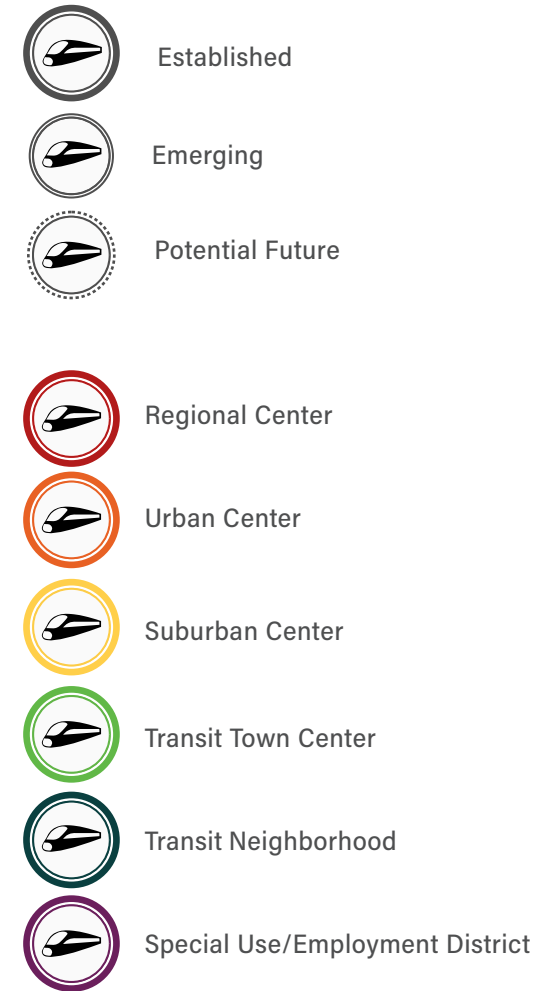 Established
Emerging
Potential Future
Regional Center
Urban Center
Suburban Center
Transit Town Center
Transit Neighborhood
Special Use/Employment District